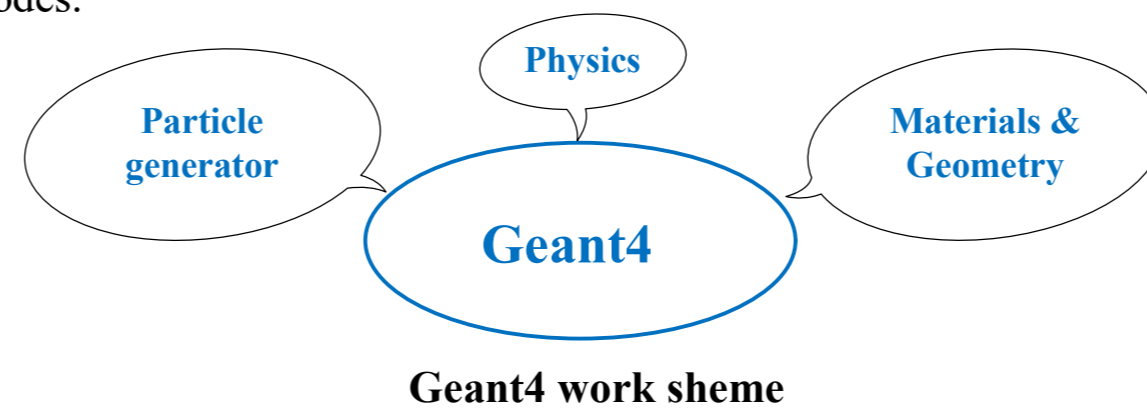 odes.
Physics
Particle
generator
Materials &
Geometry
Geant4
Geant4 work sheme